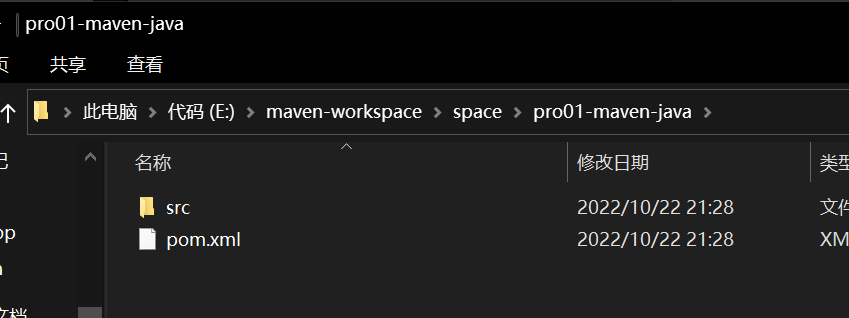 pro01-maven-java
页 共享 查看
此电脑 代码 (E:) maven-workspace space pro01-maven-java
名称 修改日期 类型
src 2022/10/22 21:28 文件
pom.xml 2022/10/22 21:28 XM
文档